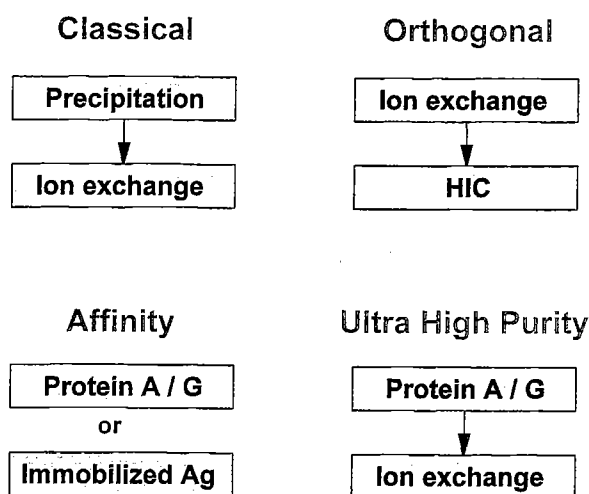 Classical
Precipitation
Ion exchange
Orthogonal
Ion exchange
HIC
Affinity
Protein A / G
or
Immobilized Ag
Ultra High Purity
Protein A / G
Ion exchange